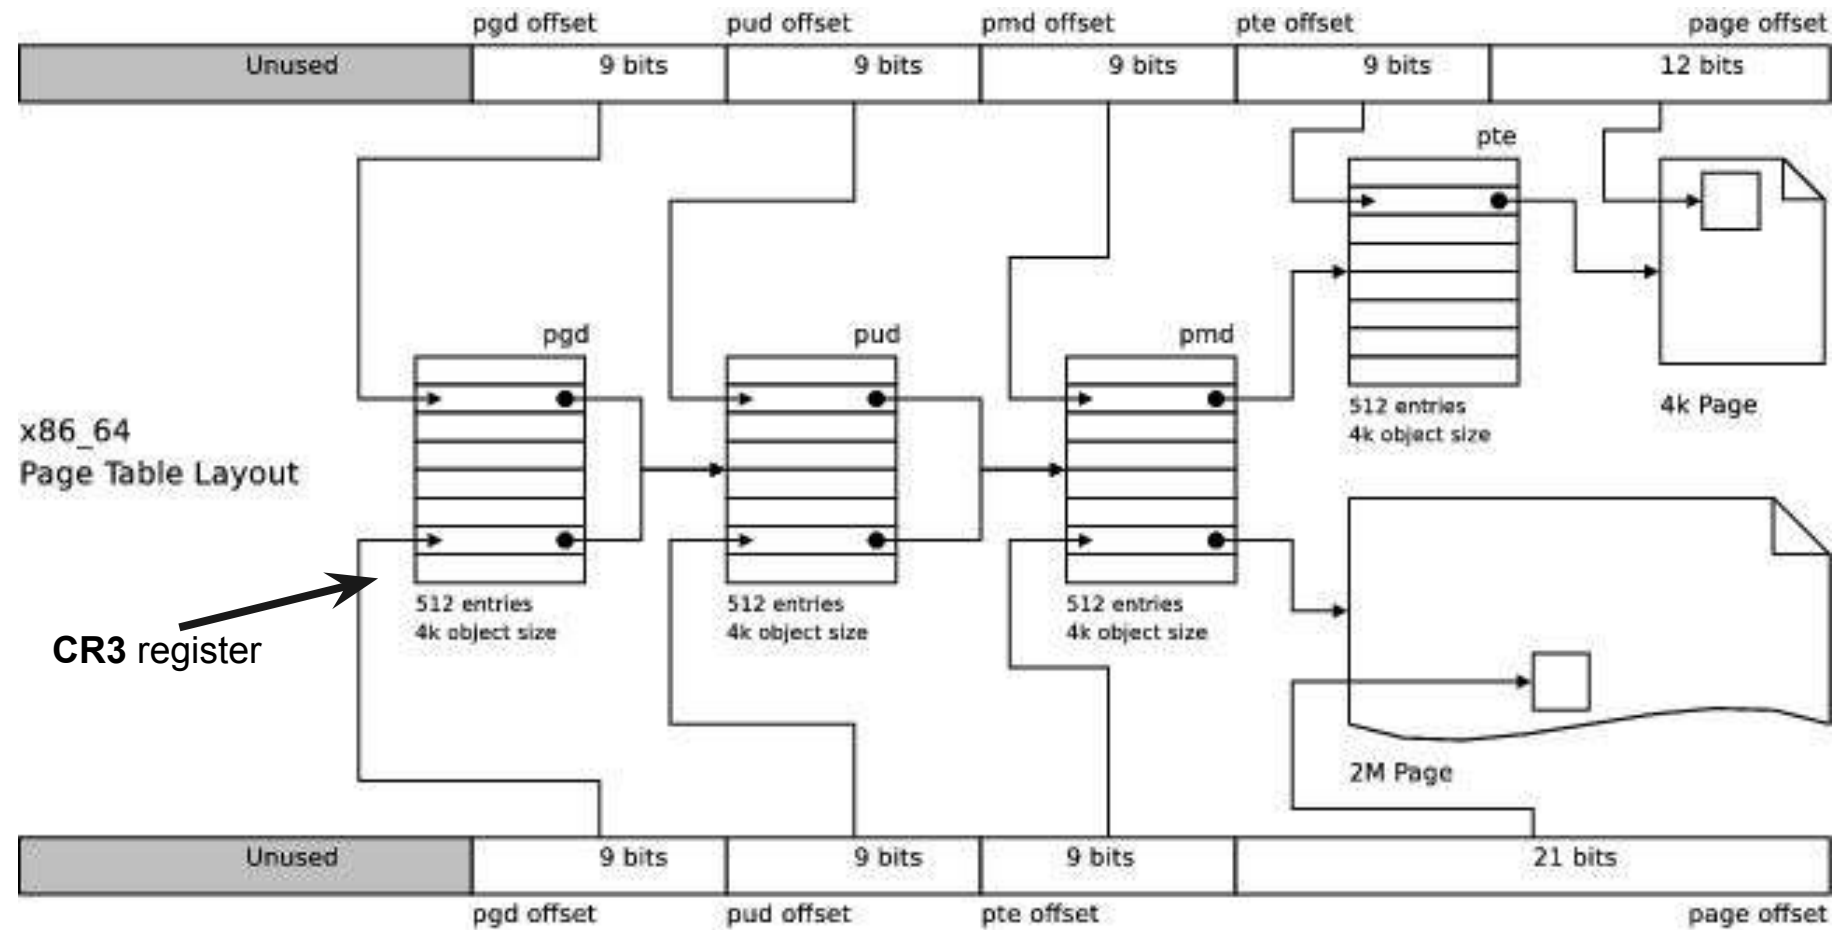 pgd offset pud offset pmd offset pte offset page offset
Unused 9 bits 9 bits 9 bits 9 bits 12 bits
pte
pgd pud pmd
512 entries
4k object size
4k Page
x86_64
Page Table Layout
512 entries 512 entries 512 entries
4k object size 4k object size 4k object size
CR3 register
2M Page
Unused 9 bits 9 bits 9 bits 21 bits
pgd offset pud offset pte offset page offset